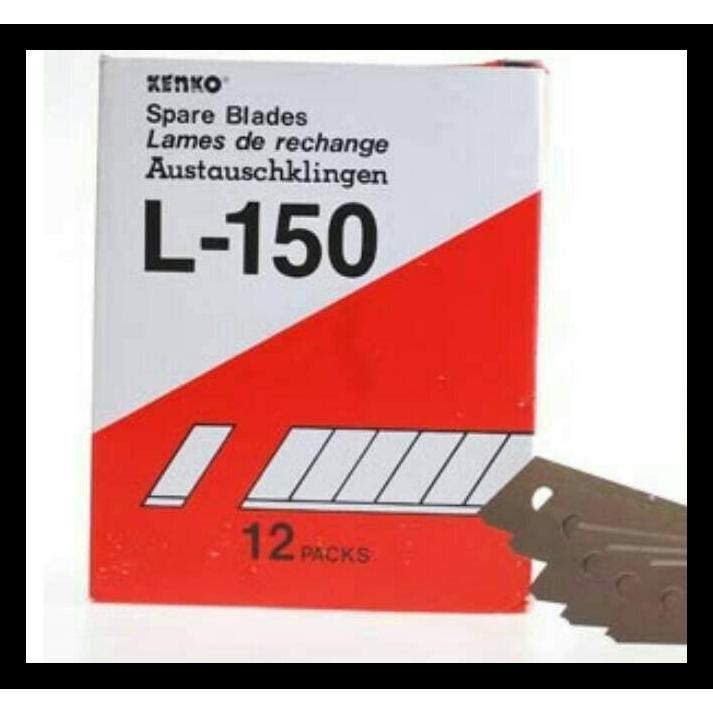 KENKO
Spare Blades
Lames de rechange
Austauschklingen
L-150
12 PACKS